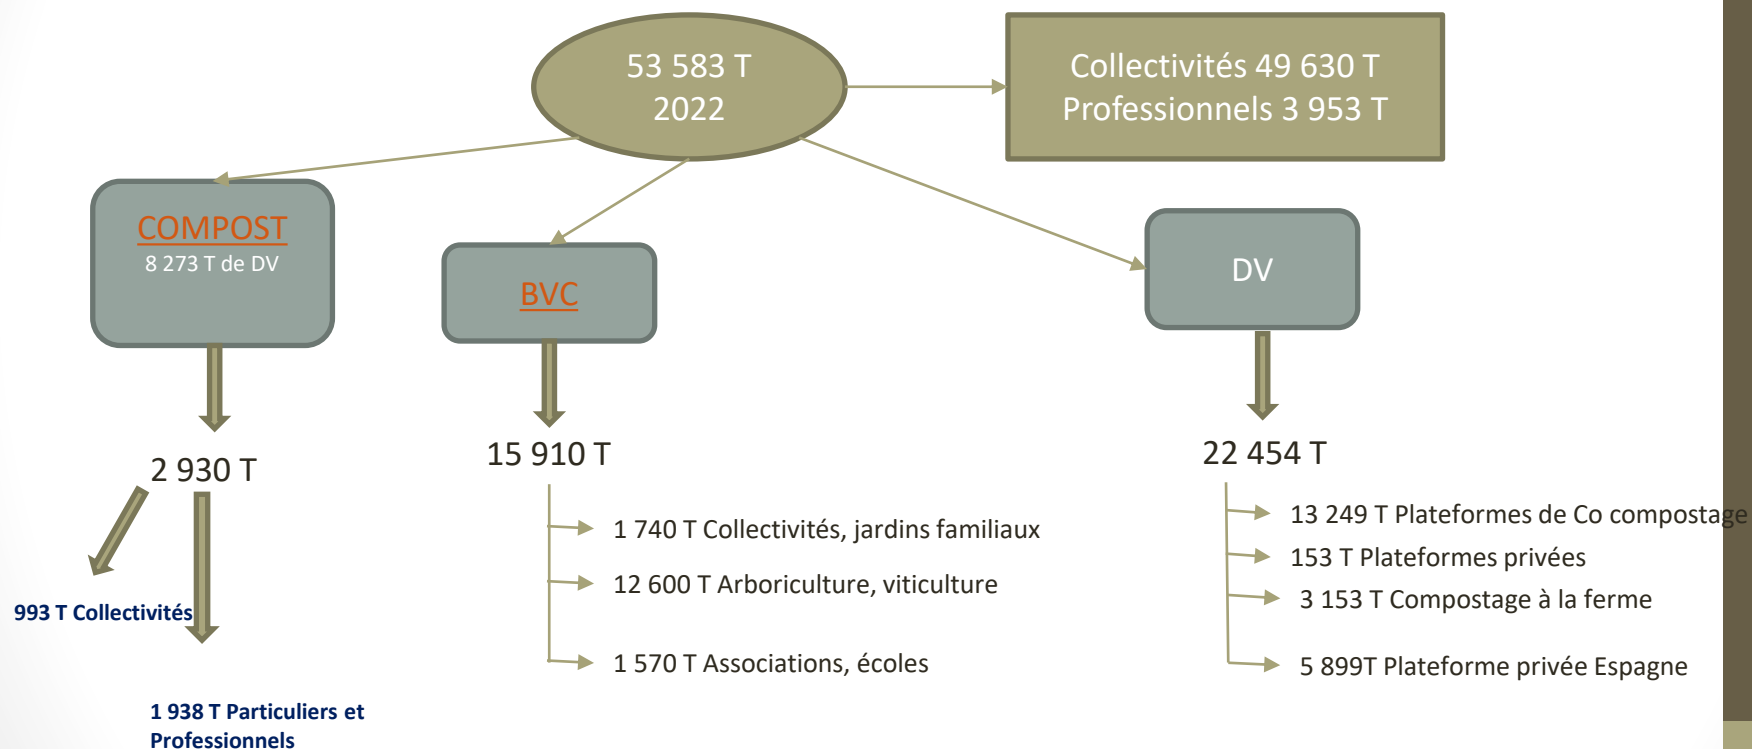 53 583 T
2022
Collectivités 49 630 T
Professionnels 3 953 T
COMPOST
8 273 T de DV
BVC
DV
2 930 T
993 T Collectivités
1 938 T Particuliers et
Professionnels
15 910 T
1 740 T Collectivités, jardins familiaux
12 600 T Arboriculture, viticulture
1 570 T Associations, écoles
22 454 T
13 249 T Plateformes de Co compostage
153 T Plateformes privées
3 153 T Compostage à la ferme
5 899T Plateforme privée Espagne